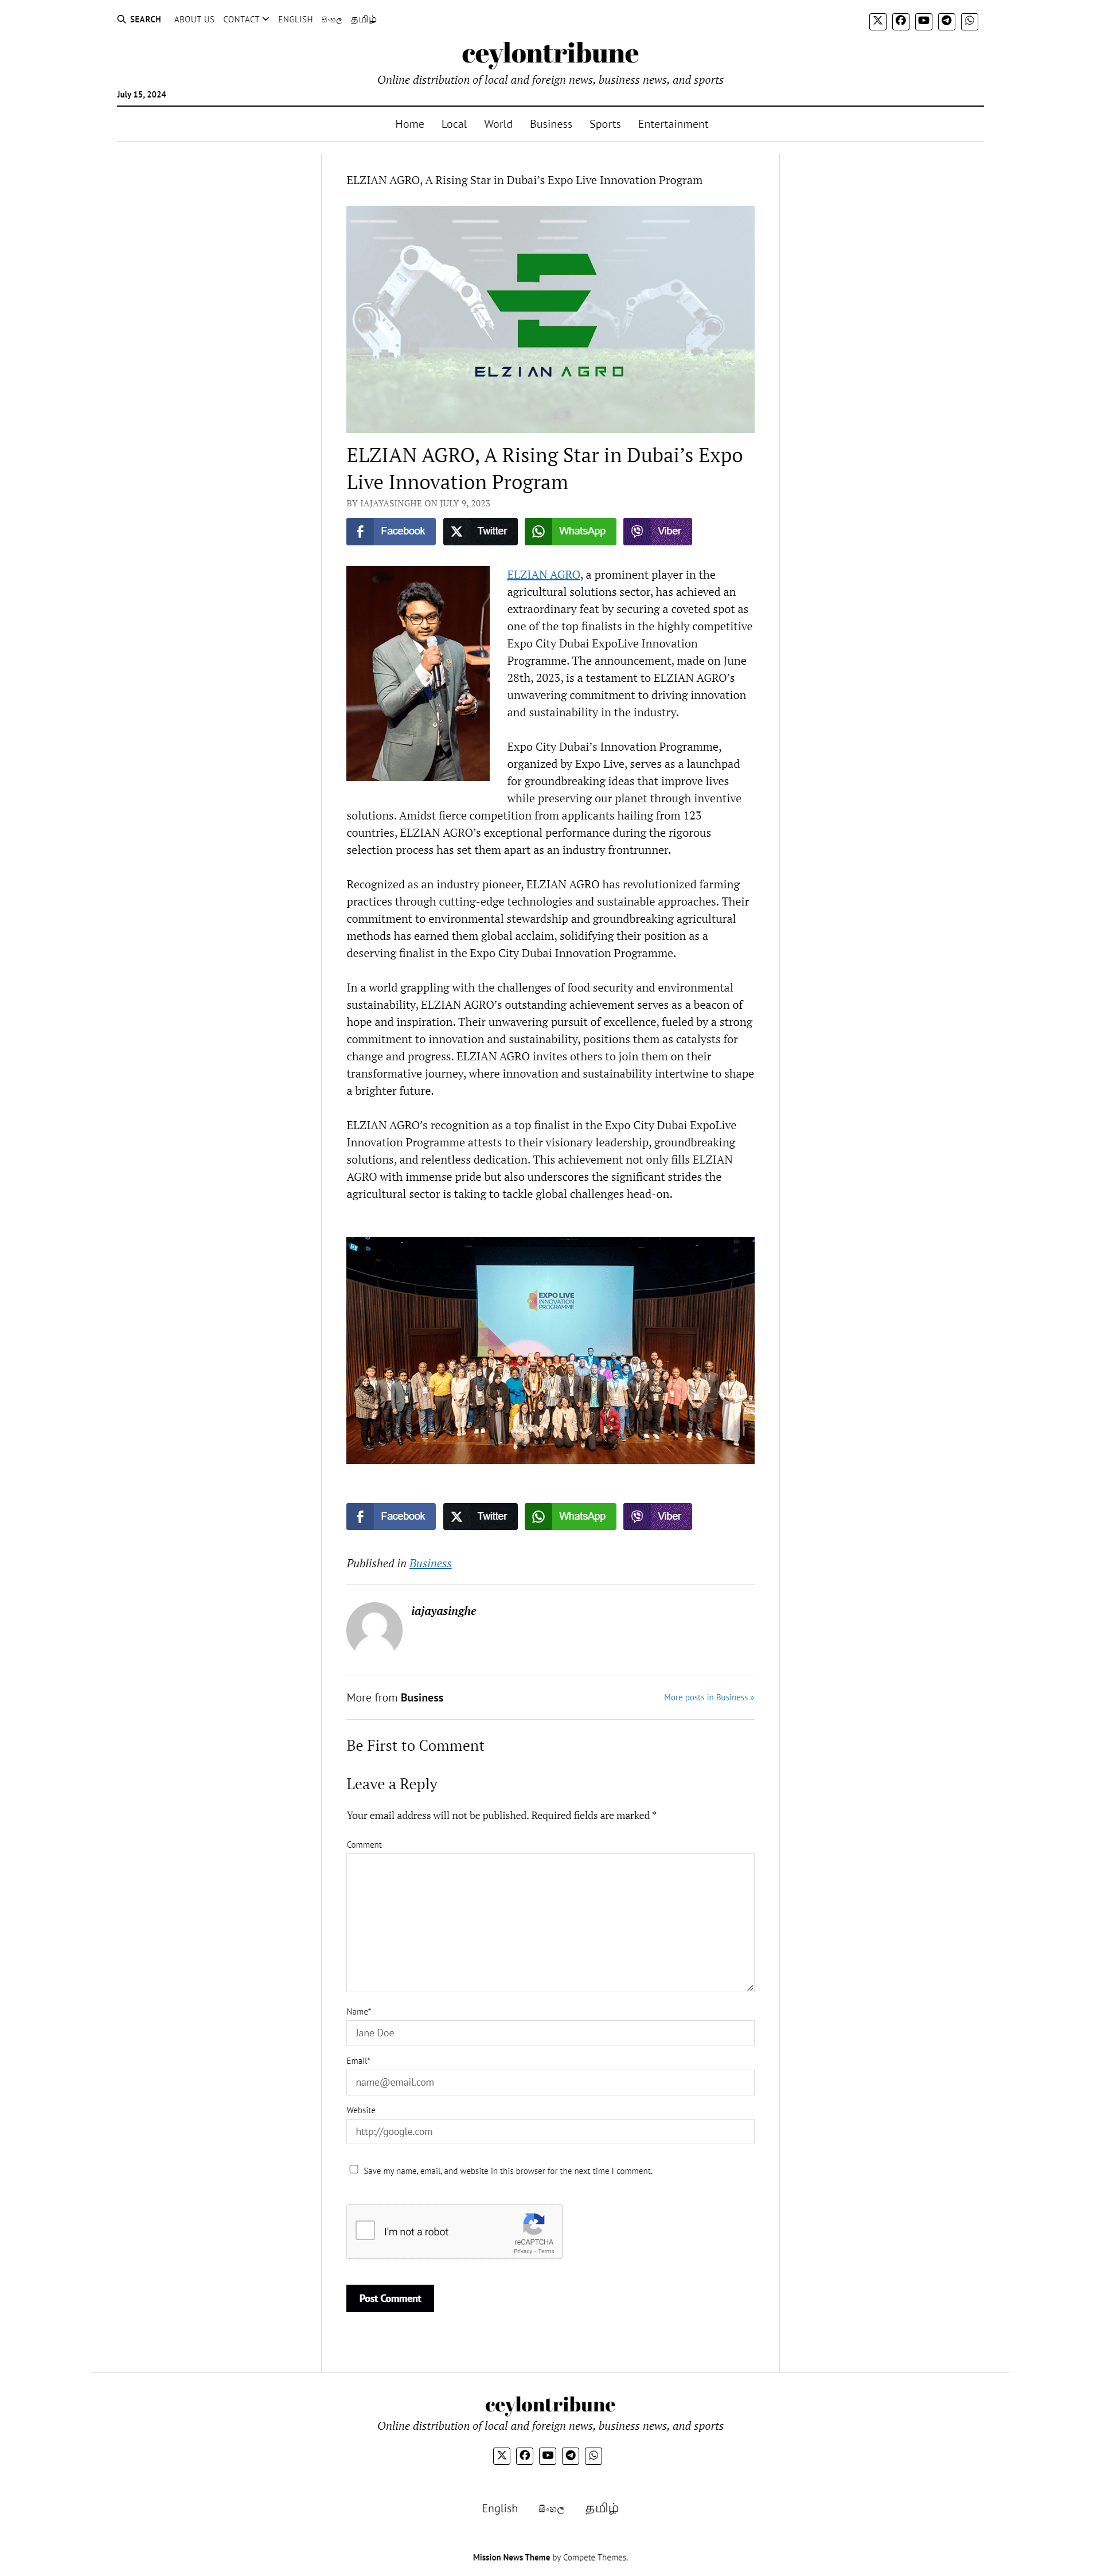 SEARCH ABOUT US CONTACT ENGLISH සිංහල தமிழ்
ceylontribune
Online distribution of local and foreign news, business news, and sports
July 15, 2024
Home Local World Business Sports Entertainment
ELZIAN AGRO, A Rising Star in Dubai’s Expo Live Innovation Program
ELZIAN AGRO
ELZIAN AGRO, A Rising Star in Dubai’s Expo
Live Innovation Program
BY IAJAYASINGHE ON JULY 9, 2023
Facebook Twitter WhatsApp Viber
ELZIAN AGRO, a prominent player in the
agricultural solutions sector, has achieved an
extraordinary feat by securing a coveted spot as
one of the top finalists in the highly competitive
Expo City Dubai ExpoLive Innovation
Programme. The announcement, made on June
28th, 2023, is a testament to ELZIAN AGRO’s
unwavering commitment to driving innovation
and sustainability in the industry.
Expo City Dubai’s Innovation Programme,
organized by Expo Live, serves as a launchpad
for groundbreaking ideas that improve lives
while preserving our planet through inventive
solutions. Amidst fierce competition from applicants hailing from 123
countries, ELZIAN AGRO’s exceptional performance during the rigorous
selection process has set them apart as an industry frontrunner.
Recognized as an industry pioneer, ELZIAN AGRO has revolutionized farming
practices through cutting-edge technologies and sustainable approaches. Their
commitment to environmental stewardship and groundbreaking agricultural
methods has earned them global acclaim, solidifying their position as a
deserving finalist in the Expo City Dubai Innovation Programme.
In a world grappling with the challenges of food security and environmental
sustainability, ELZIAN AGRO’s outstanding achievement serves as a beacon of
hope and inspiration. Their unwavering pursuit of excellence, fueled by a strong
commitment to innovation and sustainability, positions them as catalysts for
change and progress. ELZIAN AGRO invites others to join them on their
transformative journey, where innovation and sustainability intertwine to shape
a brighter future.
ELZIAN AGRO’s recognition as a top finalist in the Expo City Dubai ExpoLive
Innovation Programme attests to their visionary leadership, groundbreaking
solutions, and relentless dedication. This achievement not only fills ELZIAN
AGRO with immense pride but also underscores the significant strides the
agricultural sector is taking to tackle global challenges head-on.
EXPO LIVE
INNOVATION
PROGRAMME
Facebook Twitter WhatsApp Viber
Published in Business
iajayasinghe
More from Business More posts in Business »
Be First to Comment
Leave a Reply
Your email address will not be published. Required fields are marked *
Comment
Name*
Jane Doe
Email*
name@email.com
Website
http://google.com
Save my name, email, and website in this browser for the next time I comment.
I'm not a robot
reCAPTCHA
Privacy - Terms
Post Comment
ceylontribune
Online distribution of local and foreign news, business news, and sports
English සිංහල தமிழ்
Mission News Theme by Compete Themes.